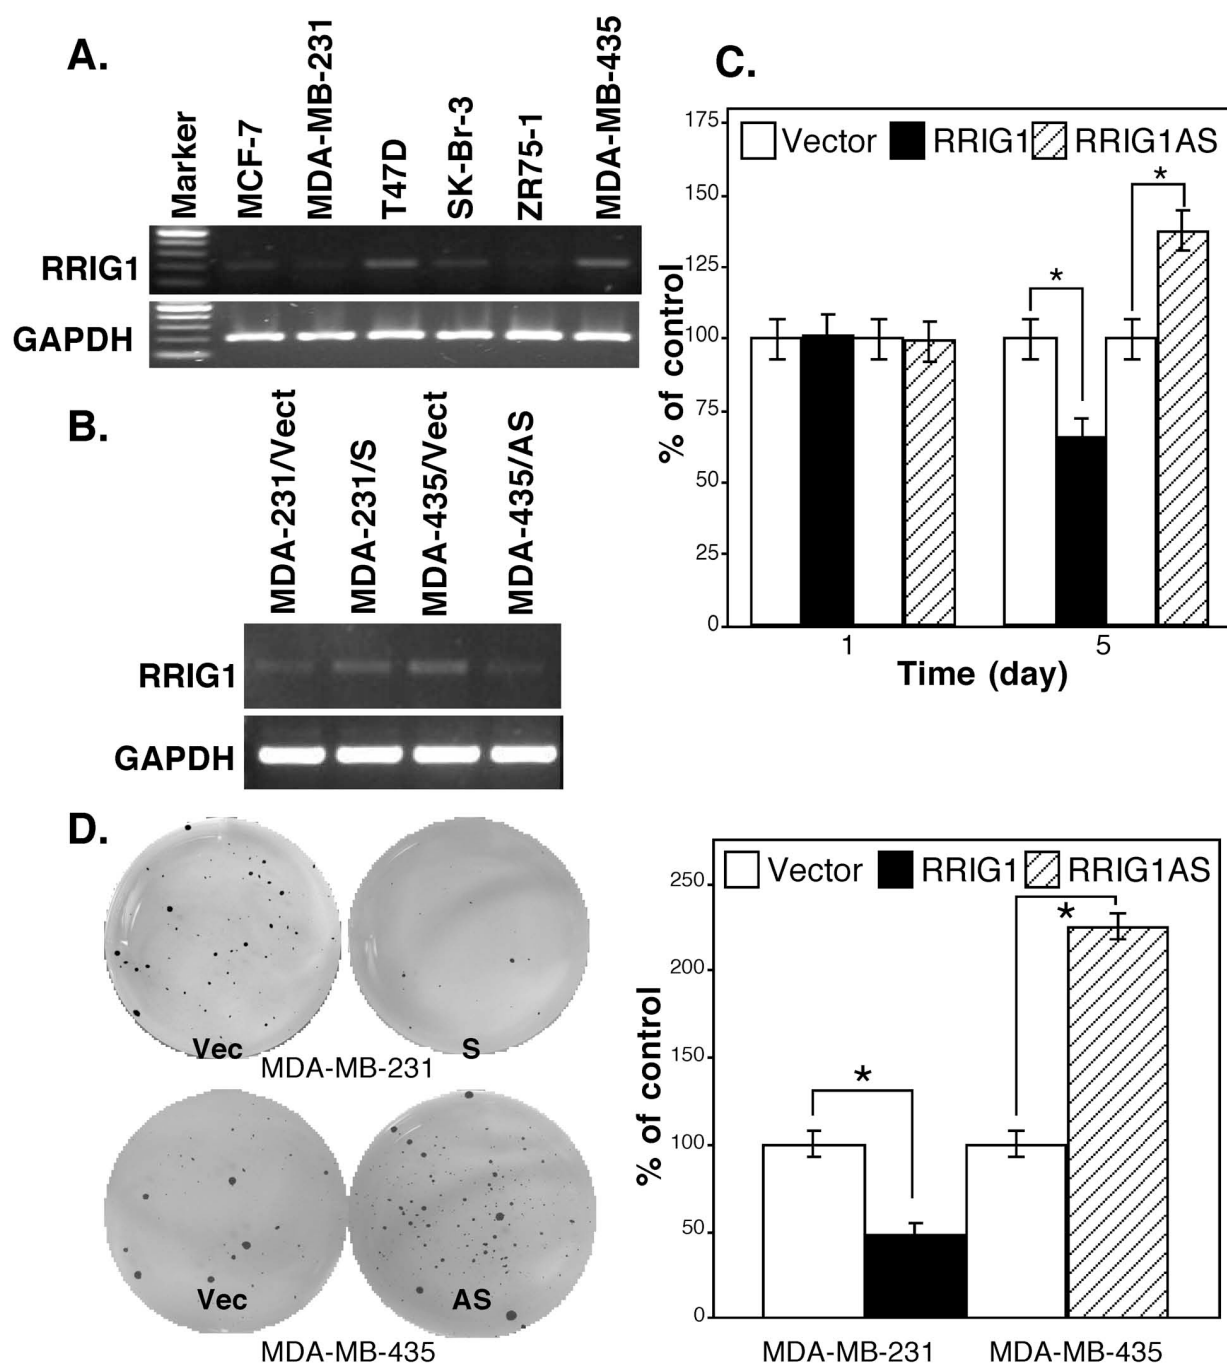 A.
Marker
MCF-7
MDA-MB-231
T47D
SK-Br-3
ZR75-1
MDA-MB-435
RRIG1
GAPDH
B.
MDA-231/Vect
MDA-231/S
MDA-435/Vect
MDA-435/AS
RRIG1
GAPDH
C.
Vector RRIG1 RRIG1AS
% of control
175
150
125
100
75
50
25
0
*
*
1 5
Time (day)
D.
Vec S
MDA-MB-231
Vec AS
MDA-MB-435
Vector RRIG1 RRIG1AS
% of control
250
200
150
100
50
0
*
*
MDA-MB-231 MDA-MB-435